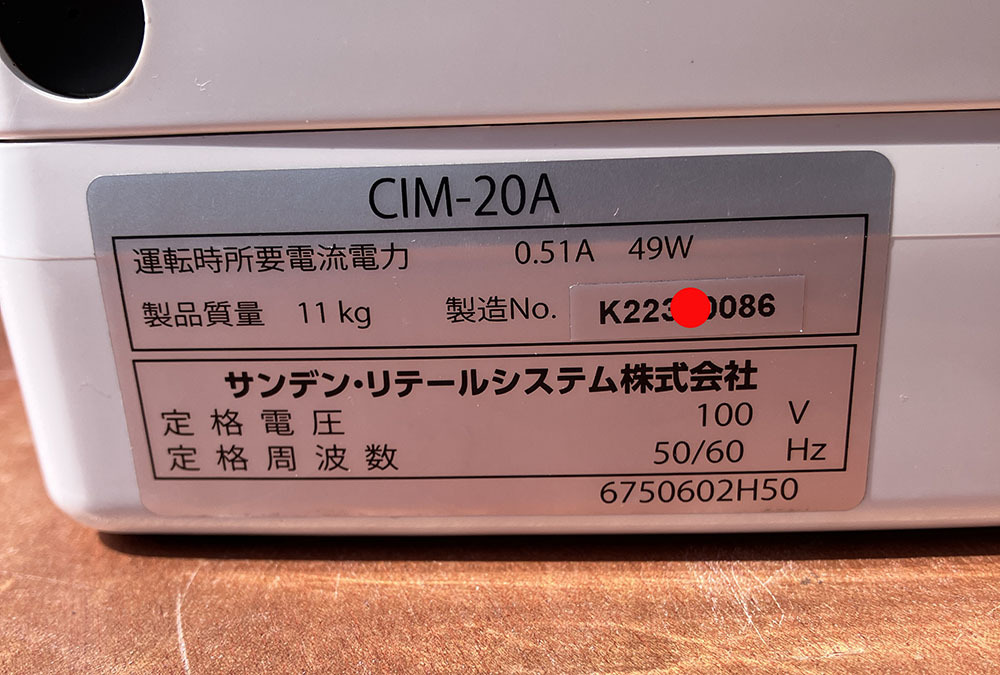 CIM-20A
運転時所要電流電力 0.51A 49W
製品質量 11 kg 製造No.
サンデン・リテールシステム株式会社
定格電圧 100 V
定格周波数 50/60 Hz
6750602H50